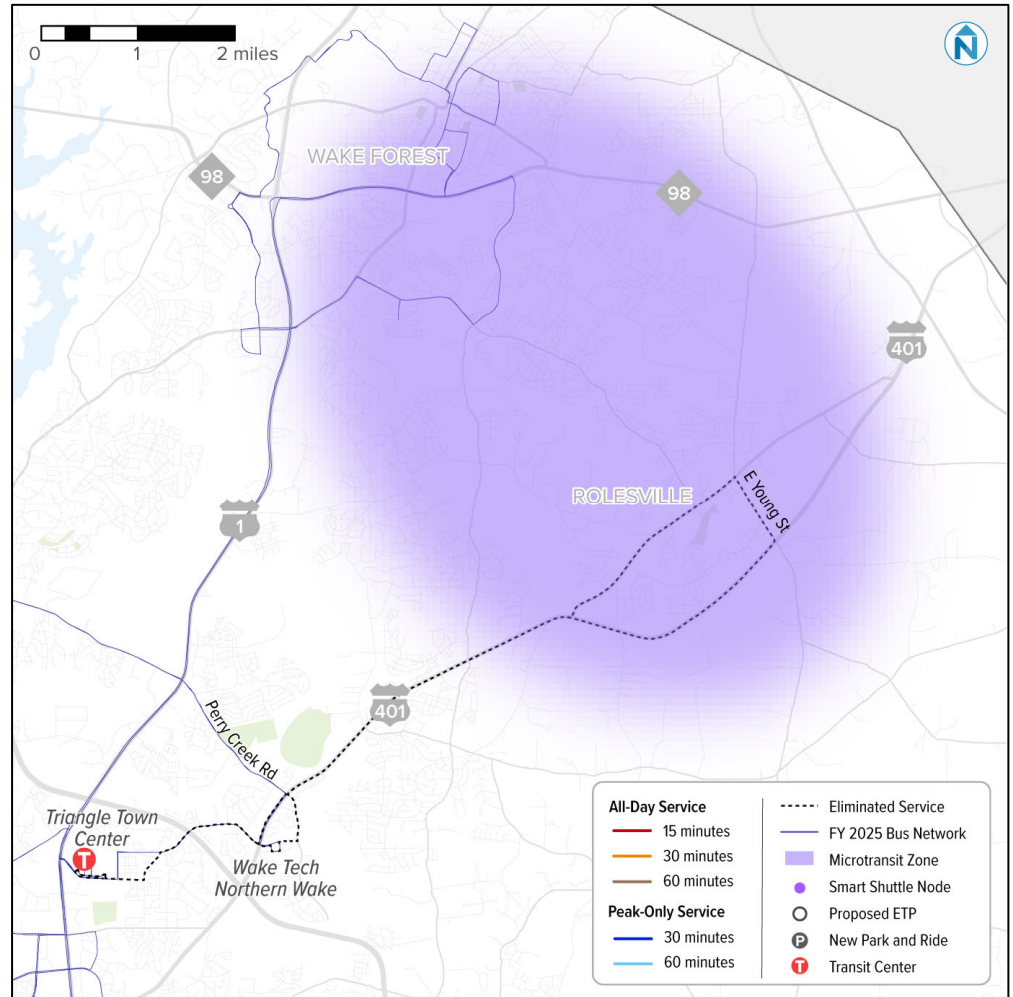 0 1 2 miles
N
WAKE FOREST
98
98
401
ROLESVILLE
E Young St
1
401
Perry Creek Rd
Triangle Town
Center
T
Wake Tech
Northern Wake
All-Day Service
15 minutes
30 minutes
60 minutes
Peak-Only Service
30 minutes
60 minutes
Eliminated Service
FY 2025 Bus Network
Microtransit Zone
Smart Shuttle Node
Proposed ETP
P New Park and Ride
T Transit Center